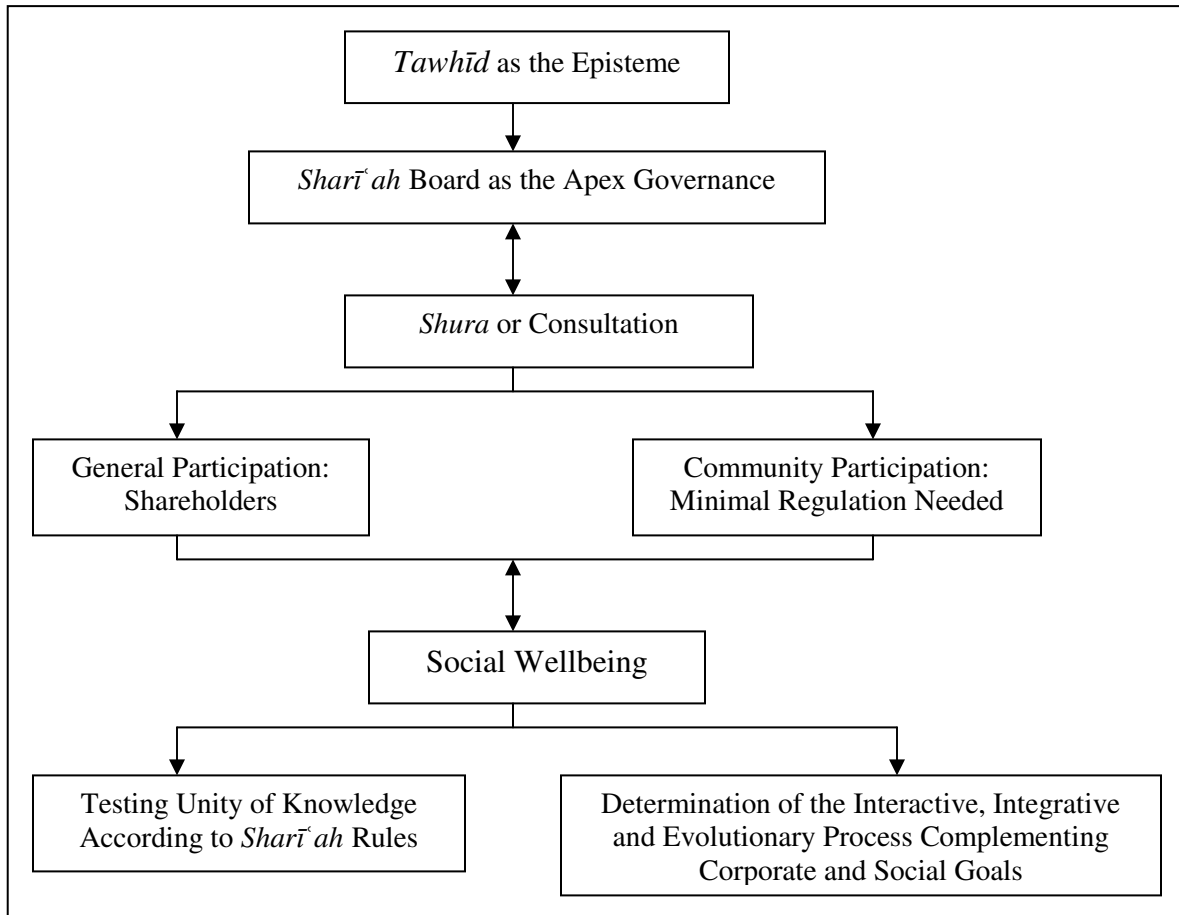 Tawhīd as the Episteme
Sharīʿah Board as the Apex Governance
Shura or Consultation
General Participation:
Shareholders
Community Participation:
Minimal Regulation Needed
Social Wellbeing
Testing Unity of Knowledge
According to Sharīʿah Rules
Determination of the Interactive, Integrative
and Evolutionary Process Complementing
Corporate and Social Goals